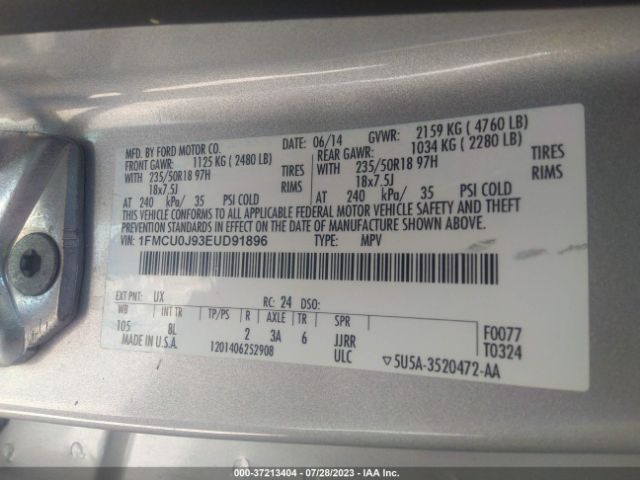 MFD. BY FORD MOTOR CO.
DATE: 06/14 GVWR: 2159 KG ( 4760 LB)
FRONT GAWR: 1125 KG ( 2480 LB) REAR GAWR: 1034 KG ( 2280 LB)
WITH 235/50R18 97H TIRES WITH 235/50R18 97H TIRES
18x7.5J RIMS 18x7.5J RIMS
AT 240 kPa/ 35 PSI COLD AT 240 kPa/ 35 PSI COLD
THIS VEHICLE CONFORMS TO ALL APPLICABLE FEDERAL MOTOR VEHICLE SAFETY AND THEFT
PREVENTION STANDARDS IN EFFECT ON THE DATE OF MANUFACTURE SHOWN ABOVE.
VIN: 1FMCU0J93EUD91896 TYPE: MPV
EXT PNT: UX RC: 24 DSO:
WB INT TR TP/PS R AXLE TR SPR
105 8L 2 3A 6 JJRR F0077
MADE IN U.S.A. 12014062S2908 ULC T0324
5U5A-3520472-AA
000-37213404 / 07/28/2023 - IAA Inc.